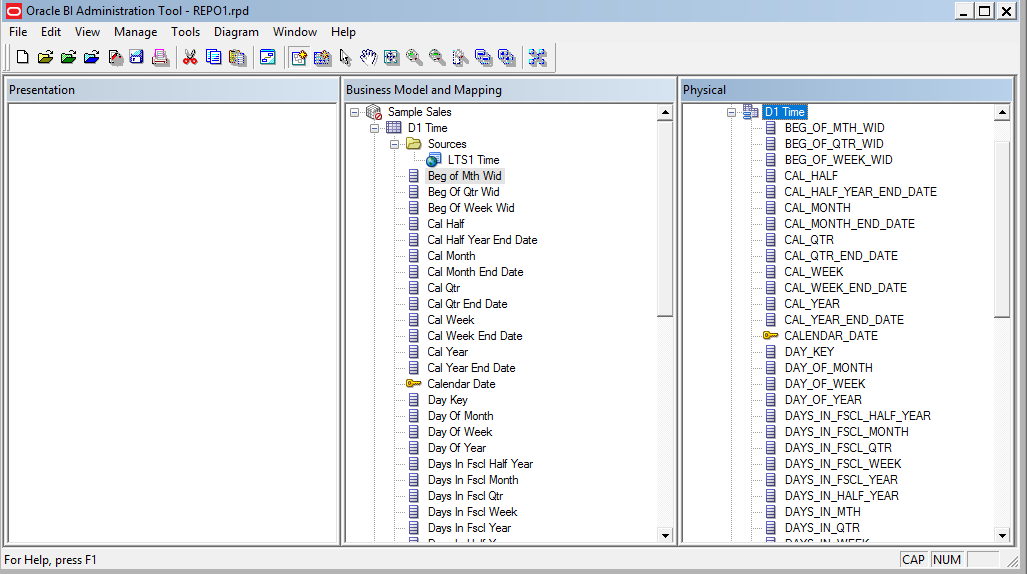 Oracle BI Administration Tool - REPO1.rpd
File Edit View Manage Tools Diagram Window Help
Presentation
Business Model and Mapping
Sample Sales
D1 Time
Sources
LTS1 Time
Beg of Mth Wid
Beg Of Qtr Wid
Beg Of Week Wid
Cal Half
Cal Half Year End Date
Cal Month
Cal Month End Date
Cal Qtr
Cal Qtr End Date
Cal Week
Cal Week End Date
Cal Year
Cal Year End Date
Calendar Date
Day Key
Day Of Month
Day Of Week
Day Of Year
Days In Fscl Half Year
Days In Fscl Month
Days In Fscl Qtr
Days In Fscl Week
Days In Fscl Year
Physical
D1 Time
BEG_OF_MTH_WID
BEG_OF_QTR_WID
BEG_OF_WEEK_WID
CAL_HALF
CAL_HALF_YEAR_END_DATE
CAL_MONTH
CAL_MONTH_END_DATE
CAL_QTR
CAL_QTR_END_DATE
CAL_WEEK
CAL_WEEK_END_DATE
CAL_YEAR
CAL_YEAR_END_DATE
CALENDAR_DATE
DAY_KEY
DAY_OF_MONTH
DAY_OF_WEEK
DAY_OF_YEAR
DAYS_IN_FSCL_HALF_YEAR
DAYS_IN_FSCL_MONTH
DAYS_IN_FSCL_QTR
DAYS_IN_FSCL_WEEK
DAYS_IN_FSCL_YEAR
DAYS_IN_HALF_YEAR
DAYS_IN_MTH
DAYS_IN_QTR
For Help, press F1
CAP NUM